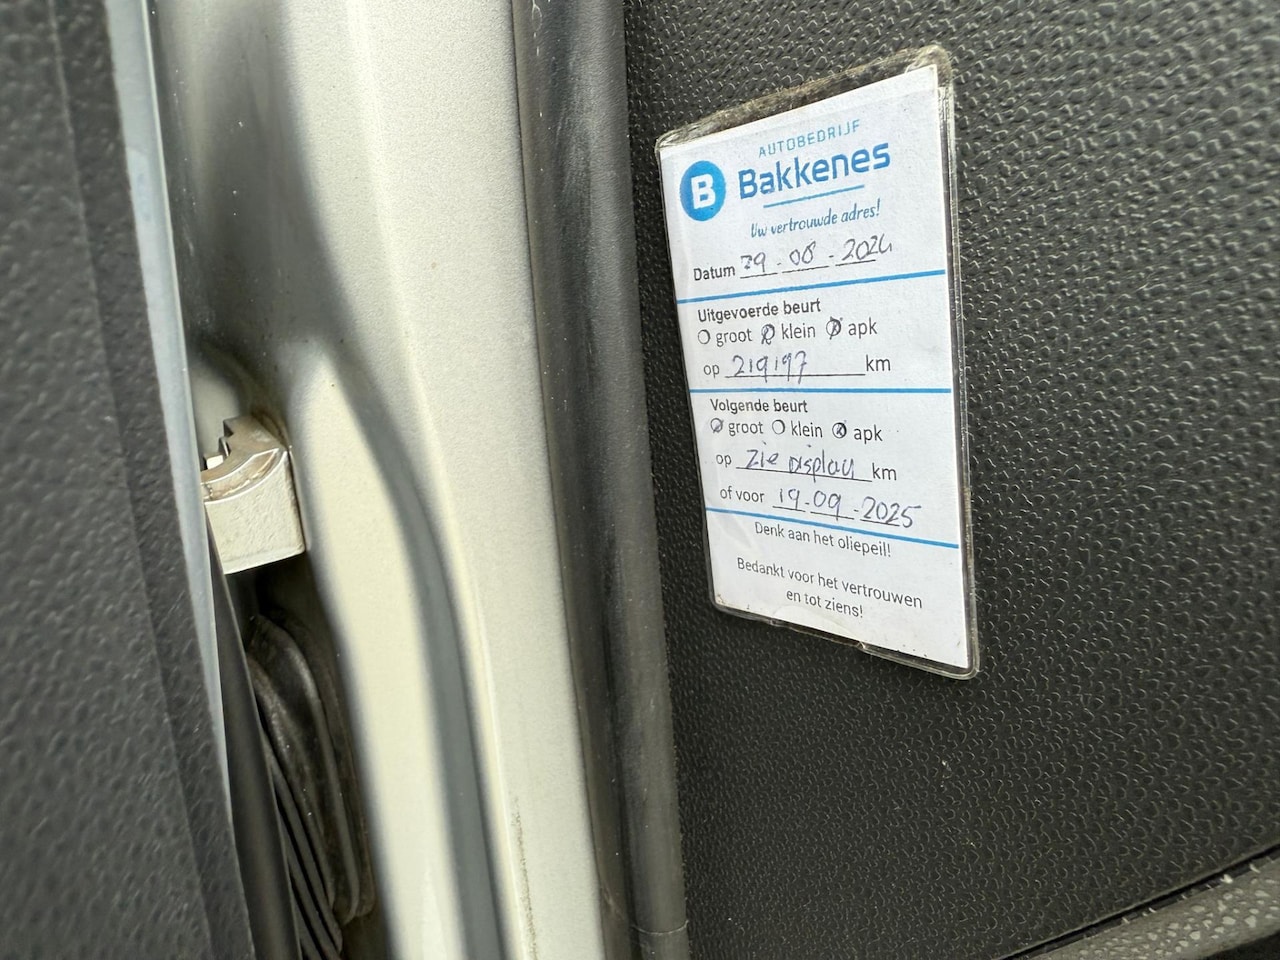 AUTOBEDRIJF
B Bakkenes
Uw vertrouwde adres!
Datum 29-08-2024
Uitgevoerde beurt
groot klein apk
op 219197 km
Volgende beurt
groot klein apk
op zie Display km
of voor 19-09-2025
Denk aan het oliepeil!
Bedankt voor het vertrouwen
en tot ziens!